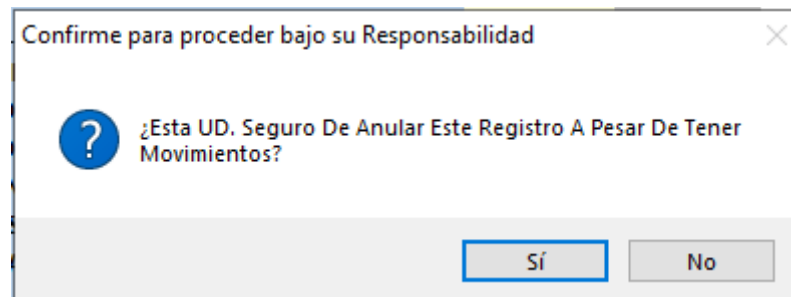 Confirme para proceder bajo su Responsabilidad
¿Esta UD. Seguro De Anular Este Registro A Pesar De Tener
Movimientos?
Sí
No